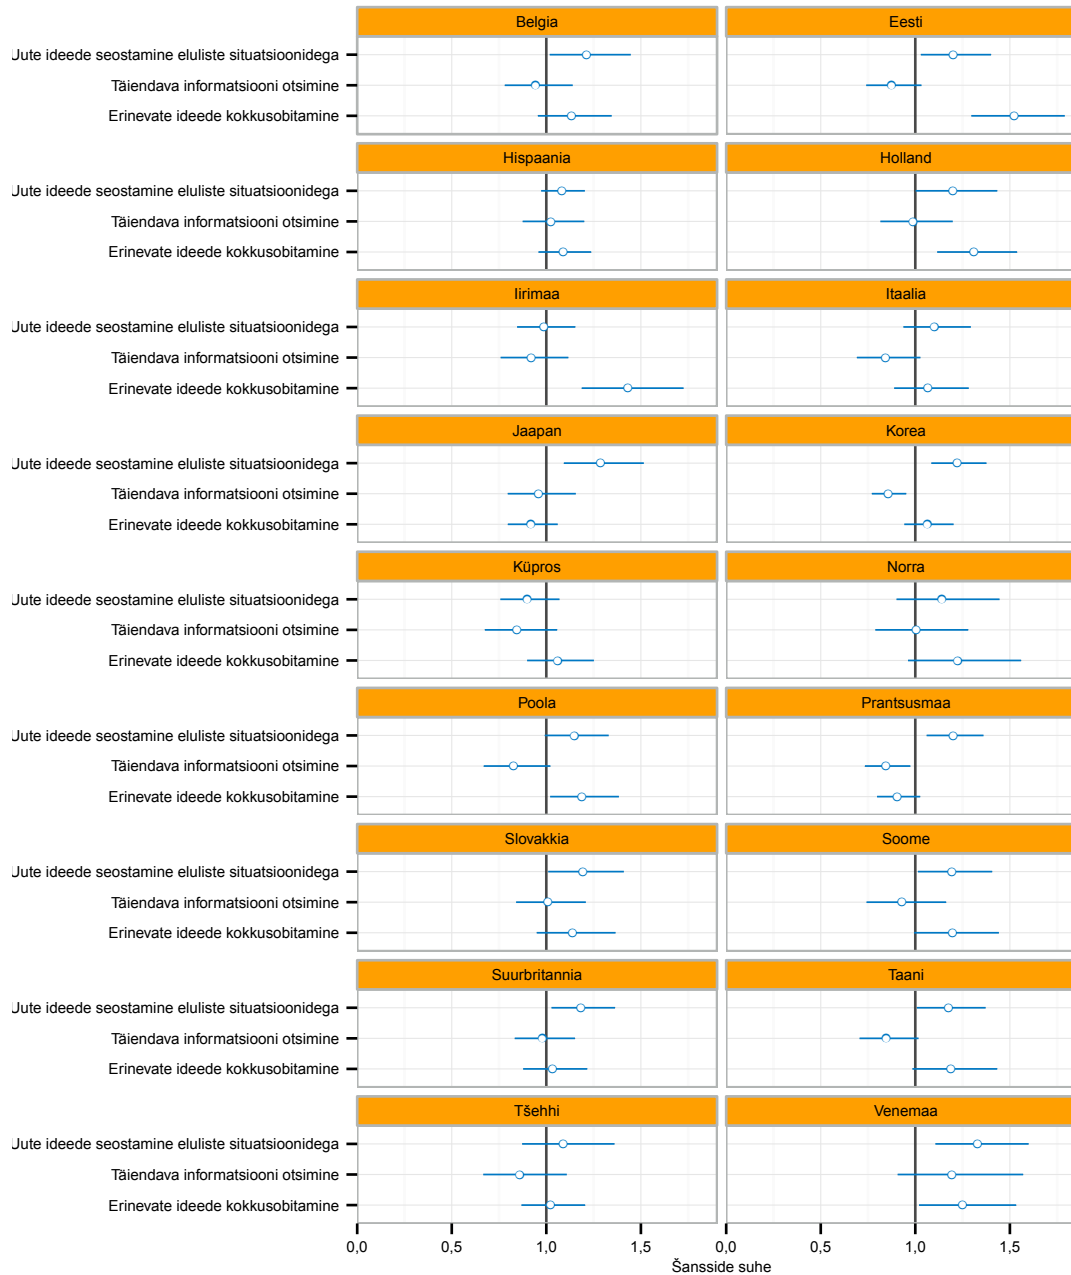 Belgia Eesti
Uute ideede seostamine eluliste situatsioonidega
Täiendava informatsiooni otsimine
Erinevate ideede kokkusobitamine
Hispaania Holland
Uute ideede seostamine eluliste situatsioonidega
Täiendava informatsiooni otsimine
Erinevate ideede kokkusobitamine
Iirimaa Itaalia
Uute ideede seostamine eluliste situatsioonidega
Täiendava informatsiooni otsimine
Erinevate ideede kokkusobitamine
Jaapan Korea
Uute ideede seostamine eluliste situatsioonidega
Täiendava informatsiooni otsimine
Erinevate ideede kokkusobitamine
Küpros Norra
Uute ideede seostamine eluliste situatsioonidega
Täiendava informatsiooni otsimine
Erinevate ideede kokkusobitamine
Poola Prantsusmaa
Uute ideede seostamine eluliste situatsioonidega
Täiendava informatsiooni otsimine
Erinevate ideede kokkusobitamine
Slovakkia Soome
Uute ideede seostamine eluliste situatsioonidega
Täiendava informatsiooni otsimine
Erinevate ideede kokkusobitamine
Suurbritannia Taani
Uute ideede seostamine eluliste situatsioonidega
Täiendava informatsiooni otsimine
Erinevate ideede kokkusobitamine
Tšehhi Venemaa
Uute ideede seostamine eluliste situatsioonidega
Täiendava informatsiooni otsimine
Erinevate ideede kokkusobitamine
0,0 0,5 1,0 1,5 0,0 0,5 1,0 1,5
Šansside suhe